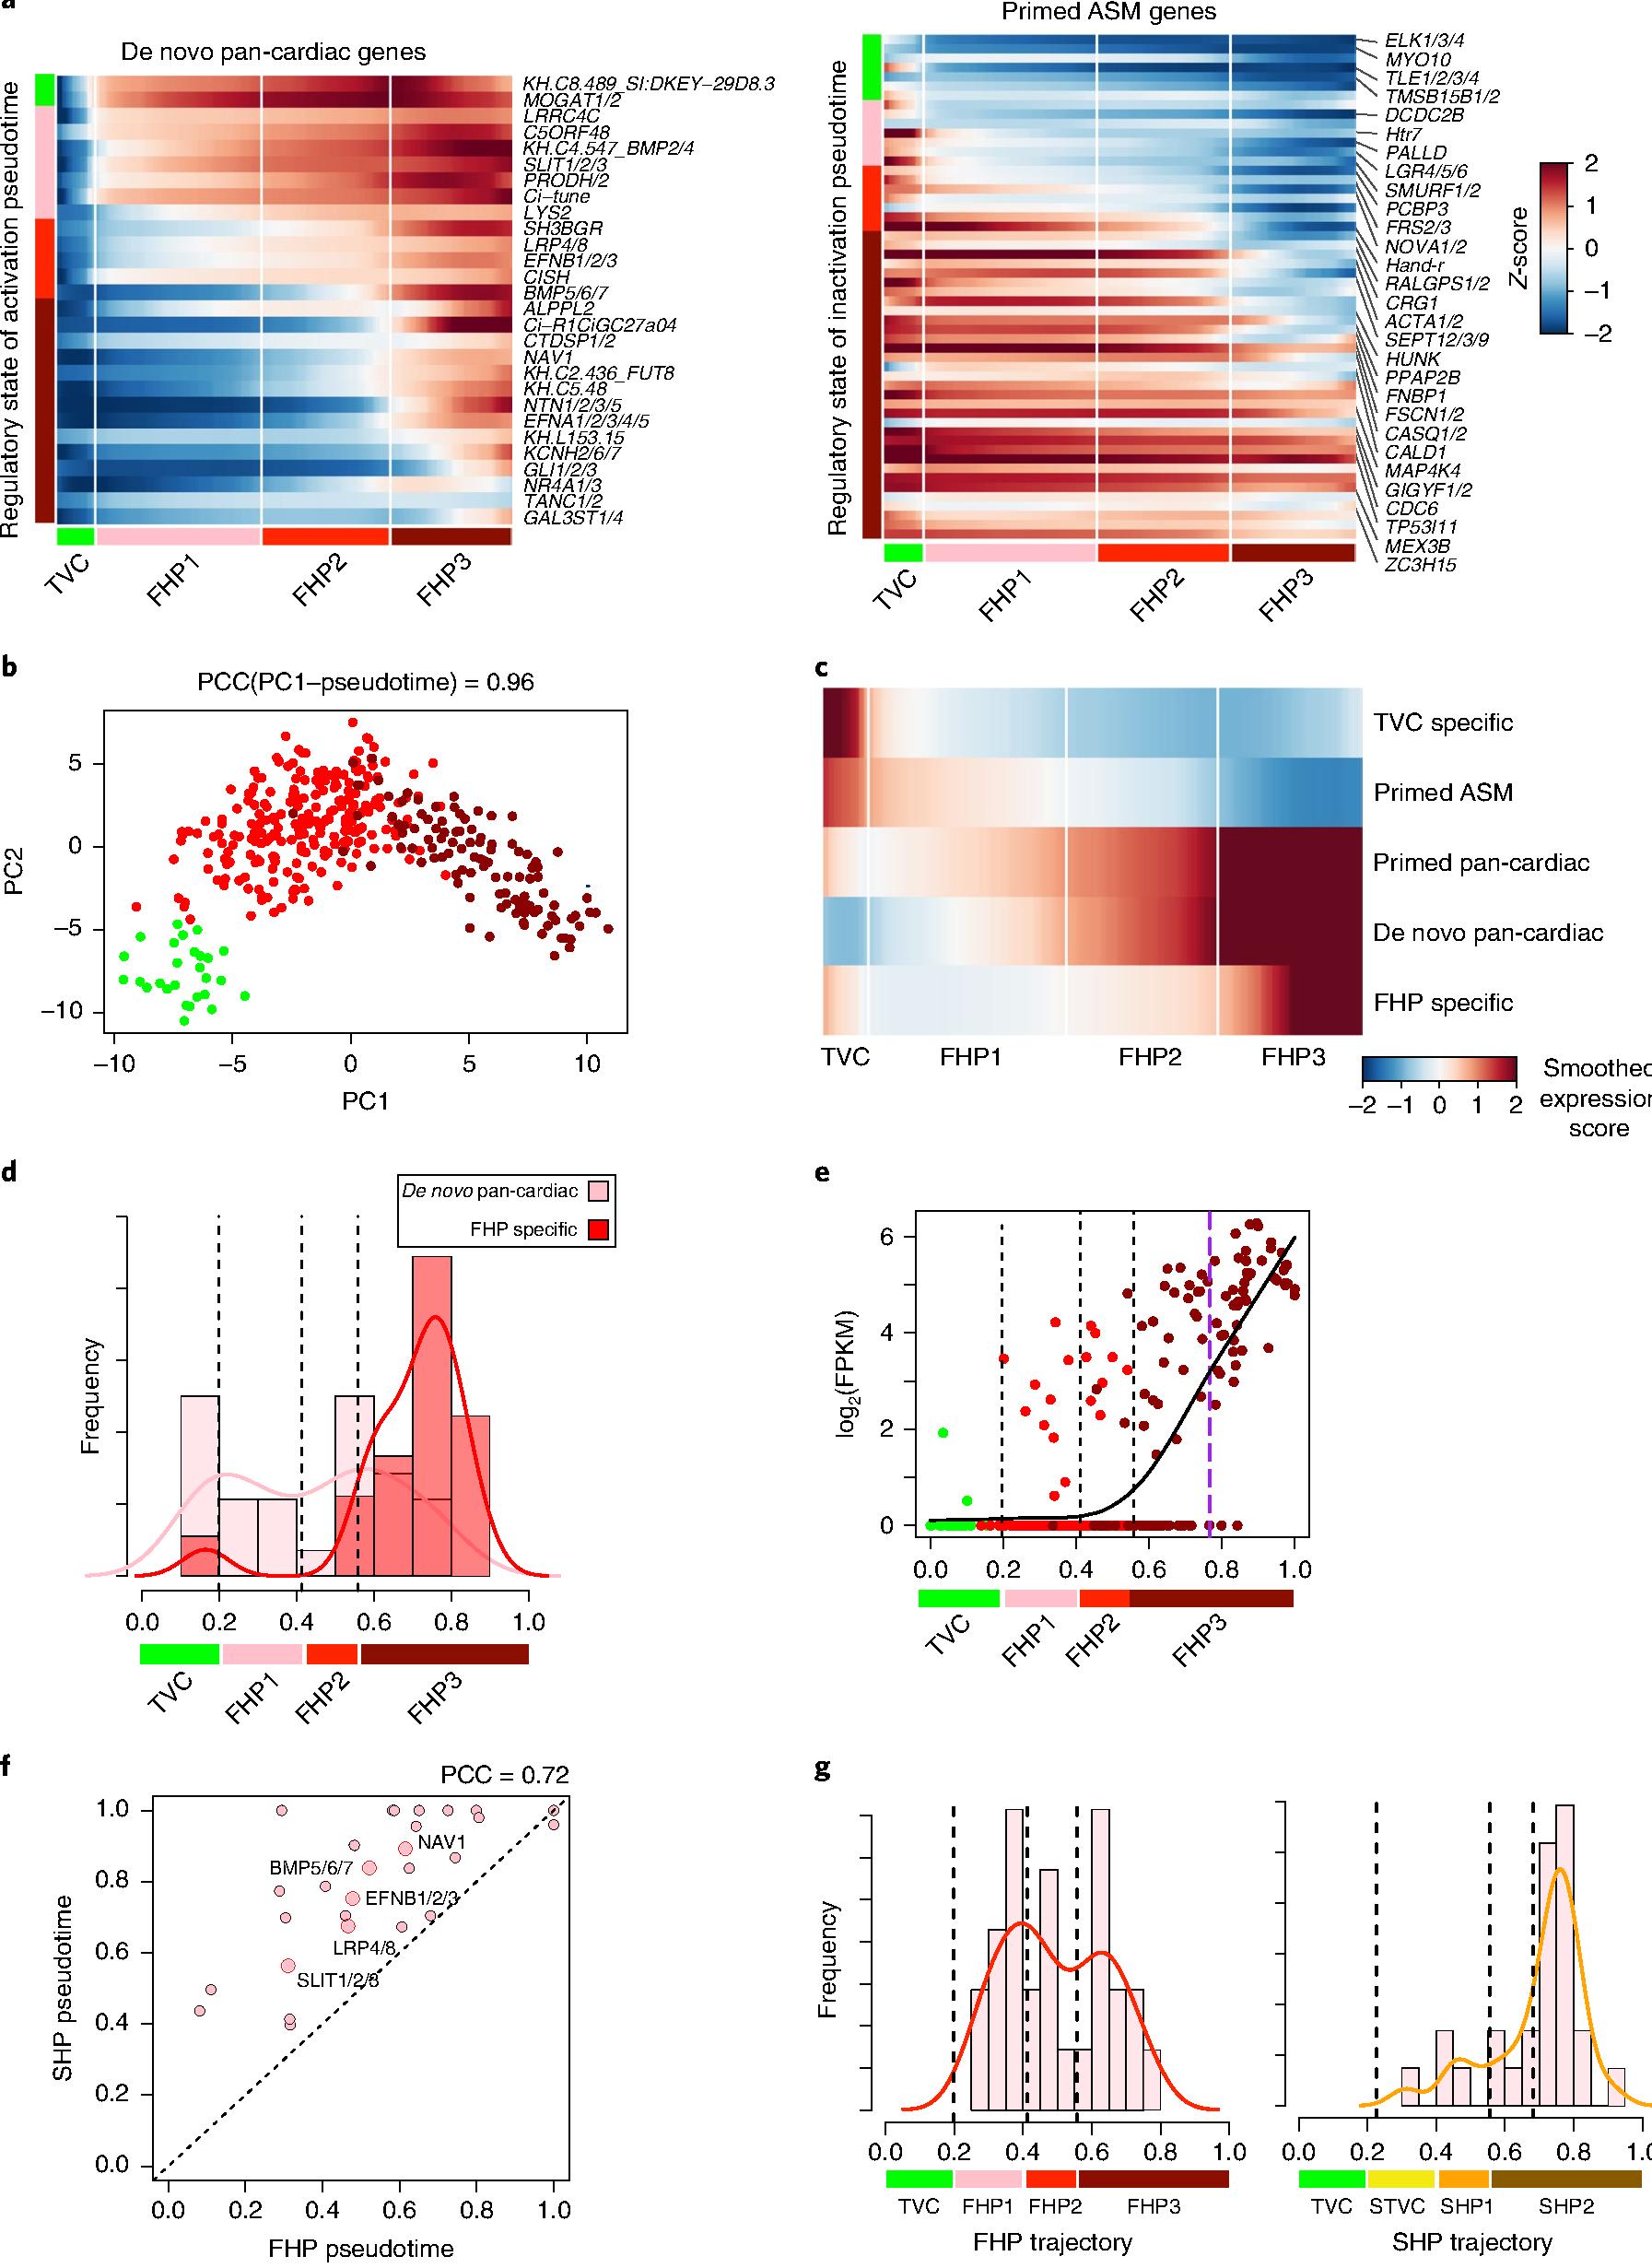 a
De novo pan-cardiac genes
Regulatory state of activation pseudotime
KH.C8.489_SI:DKEY–29D8.3
MOGAT1/2
LRRC4C
C5ORF48
KH.C4.547_BMP2/4
SLIT1/2/3
PRODH/2
Ci–tune
LYS2
SH3BGR
LRP4/8
EFNB1/2/3
CISH
BMP5/6/7
ALPPL2
Ci–R1CiGC27a04
CTDSP1/2
NAV1
KH.C2.436_FUT8
KH.C5.48
NTN1/2/3/5
EFNA1/2/3/4/5
KH.L153.15
KCNH2/6/7
GLI1/2/3
NR4A1/3
TANC1/2
GAL3ST1/4
TVC
FHP1
FHP2
FHP3
Primed ASM genes
Regulatory state of inactivation pseudotime
ELK1/3/4
MYO10
TLE1/2/3/4
TMSB15B1/2
DCDC2B
Htr7
PALLD
LGR4/5/6
SMURF1/2
PCBP3
FRS2/3
NOVA1/2
Hand-r
RALGPS1/2
CRG1
ACTA1/2
SEPT12/3/9
HUNK
PPAP2B
FNBP1
FSCN1/2
CASQ1/2
CALD1
MAP4K4
GIGYF1/2
CDC6
TP53I11
MEX3B
ZC3H15
TVC
FHP1
FHP2
FHP3
Z-score
2
1
0
–1
–2
b
PCC(PC1–pseudotime) = 0.96
PC2
5
0
–5
–10
–10 –5 0 5 10
PC1
c
TVC specific
Primed ASM
Primed pan-cardiac
De novo pan-cardiac
FHP specific
TVC FHP1 FHP2 FHP3
–2 –1 0 1 2
Smoothed
expression
score
d
De novo pan-cardiac
FHP specific
Frequency
0.0 0.2 0.4 0.6 0.8 1.0
TVC
FHP1
FHP2
FHP3
e
log2(FPKM)
6
4
2
0
0.0 0.2 0.4 0.6 0.8 1.0
TVC
FHP1
FHP2
FHP3
f
PCC = 0.72
SHP pseudotime
1.0
0.8
0.6
0.4
0.2
0.0
NAV1
BMP5/6/7
EFNB1/2/3
LRP4/8
SLIT1/2/3
0.0 0.2 0.4 0.6 0.8 1.0
FHP pseudotime
g
Frequency
0.0 0.2 0.4 0.6 0.8 1.0
TVC FHP1 FHP2 FHP3
FHP trajectory
0.0 0.2 0.4 0.6 0.8 1.0
TVC STVC SHP1 SHP2
SHP trajectory